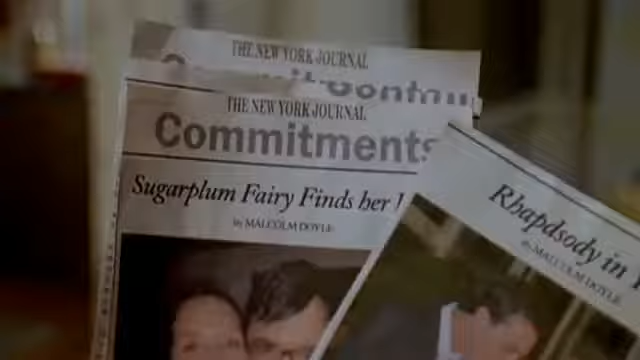 THE NEW YORK JOURNAL
THE NEW YORK JOURNAL
Commitments
Sugarplum Fairy Finds her
by MALCOLM DOYLE
Rhapdsody in
by MALCOLM DOYLE